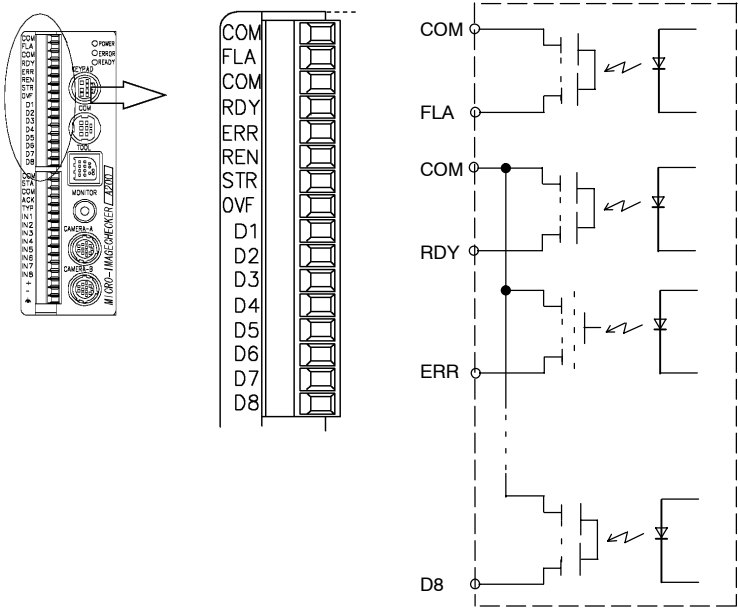 COM
FLA
COM
RDY
ERR
REN
STR
OVF
D1
D2
D3
D4
D5
D6
D7
D8
COM
STA
COM
ACK
TYP
IN1
IN2
IN3
IN4
IN5
IN6
IN7
IN8
+
-
POWER
ERROR
READY
KEYPAD
COM
TOOL
MONITOR
CAMERA-A
CAMERA-B
MICRO-IMAGECHECKER A200
COM
FLA
COM
RDY
ERR
REN
STR
OVF
D1
D2
D3
D4
D5
D6
D7
D8
COM
FLA
COM
RDY
ERR
D8